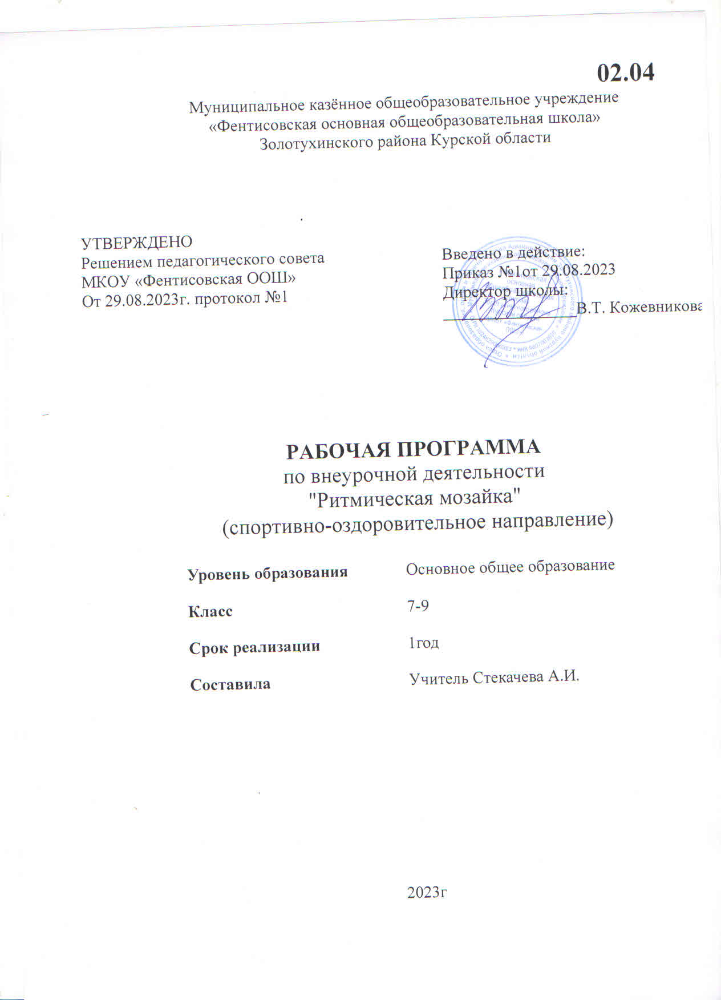 02.04
Муниципальное казённое общеобразовательное учреждение
«Фентисовская основная общеобразовательная школа»
Золотухинского района Курской области
УТВЕРЖДЕНО
Решением педагогического совета
МКОУ «Фентисовская ООШ»
От 29.08.2023г. протокол №1
Введено в действие:
Приказ №1от 29.08.2023
Директор школы:
В.Т. Кожевникова
РАБОЧАЯ ПРОГРАММА
по внеурочной деятельности
"Ритмическая мозайка"
(спортивно-оздоровительное направление)
Уровень образования Основное общее образование
Класс 7-9
Срок реализации 1год
Составила Учитель Стекачева А.И.
2023г